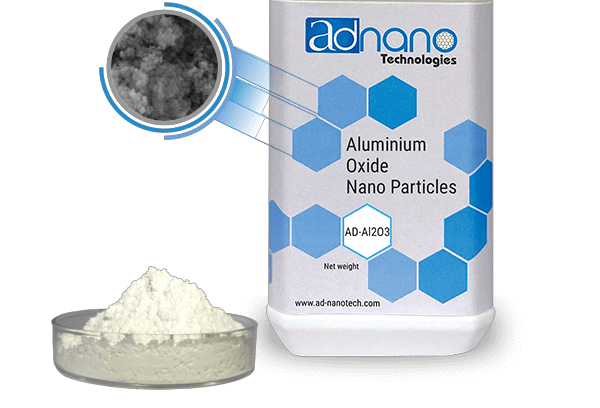 adnano
Technologies
Aluminium
Oxide
Nano Particles
AD-Al2O3
Net weight
www.ad-nanotech.com